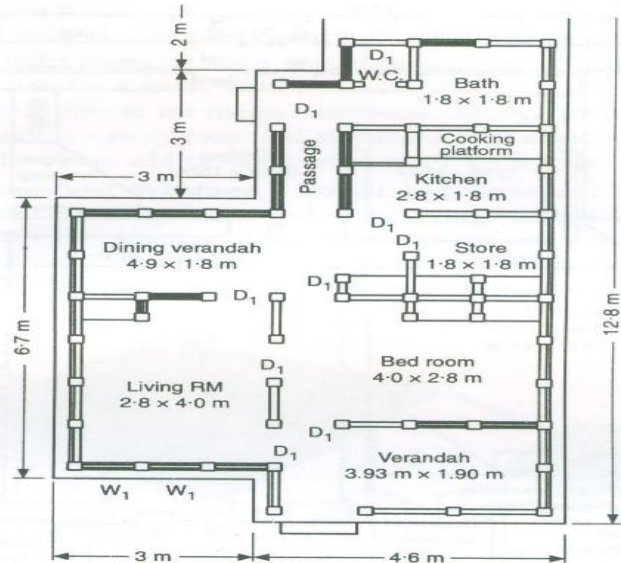 2 m
D1
W.C.
Bath
1·8 x 1·8 m
D1
3 m
Cooking
platform
Passage
3 m
Kitchen
2·8 x 1·8 m
D1
Dining verandah
4·9 x 1·8 m
D1
Store
1·8 x 1·8 m
D1
D1
12·8 m
6·7 m
Bed room
4·0 x 2·8 m
D1
Living RM
2·8 x 4·0 m
D1
Verandah
3.93 m x 1.90 m
D1
W1
W1
3 m
4·6 m